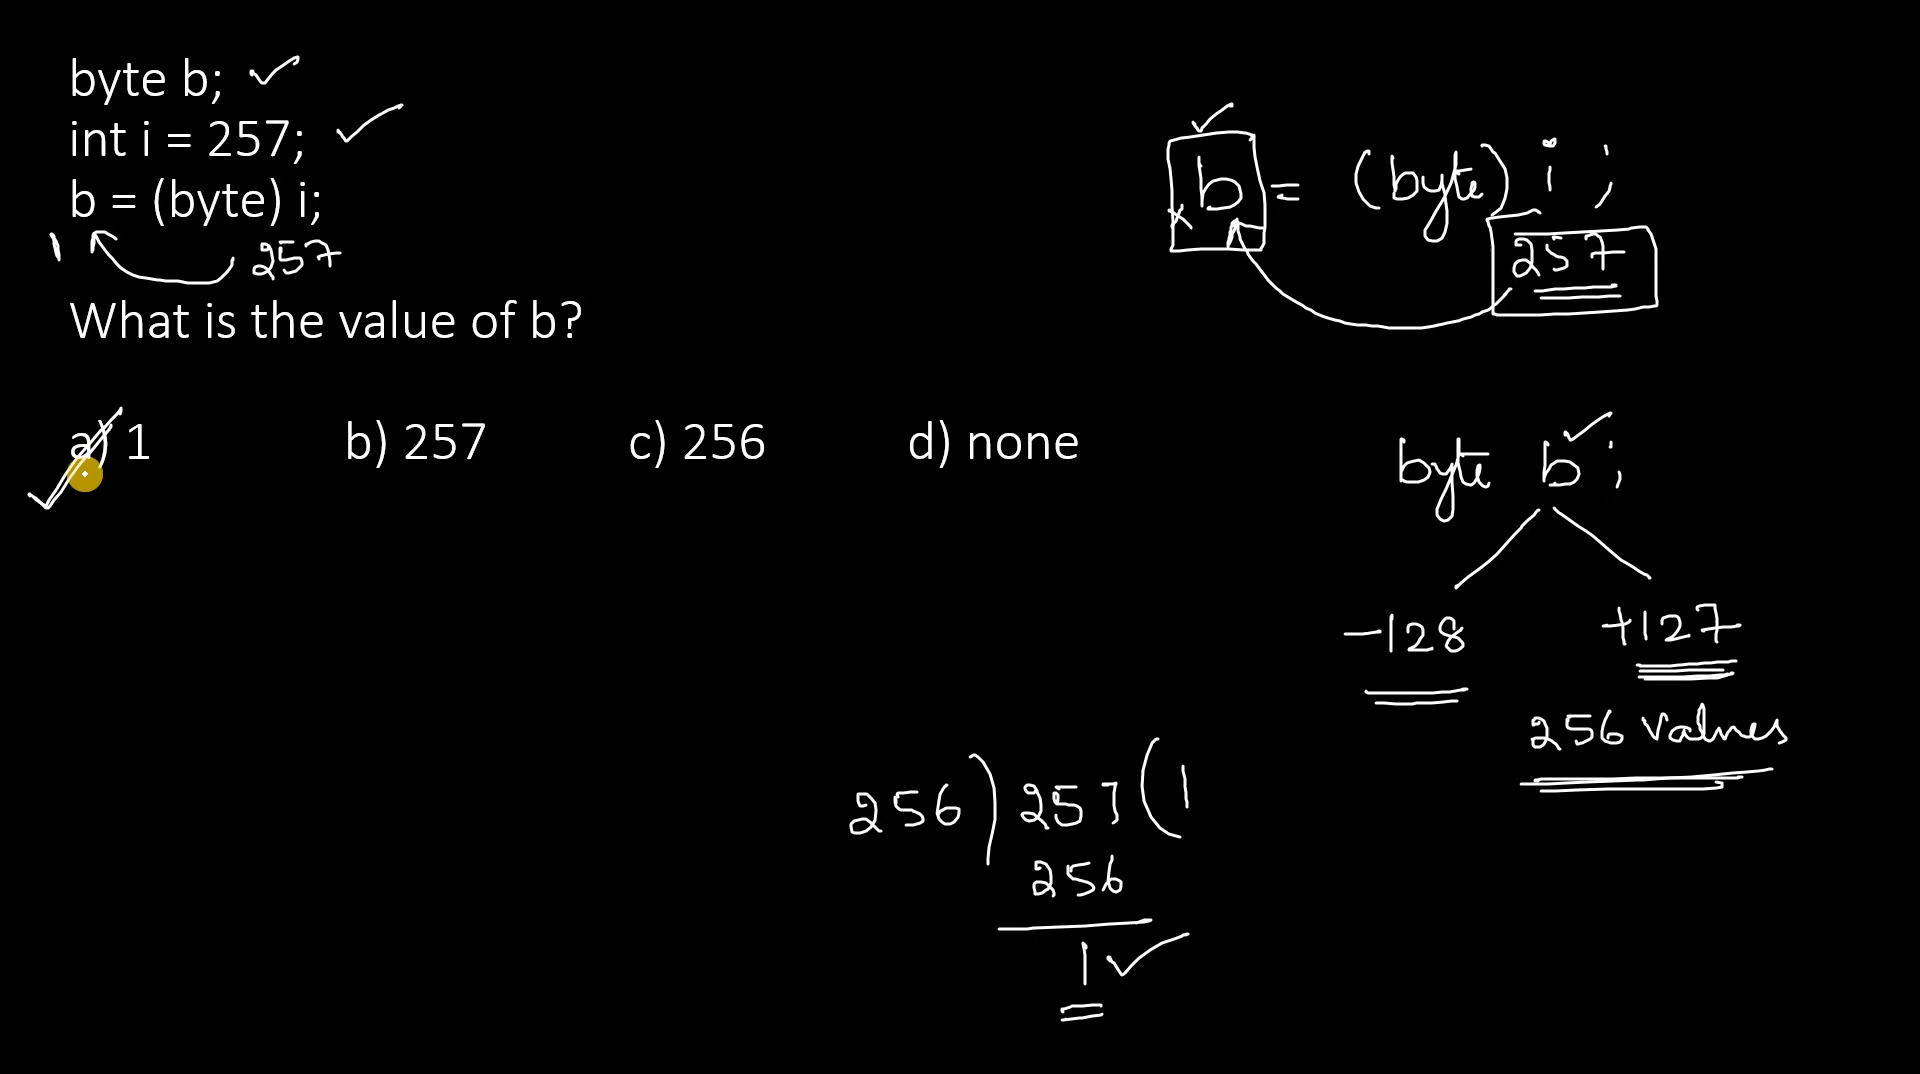 byte b;
int i = 257;
b = (byte) i;
1 257
What is the value of b?
a) 1 b) 257 c) 256 d) none
b = (byte) i ;
257
byte b ;
-128 +127
256 values
256 ) 257 ( 1
256
1